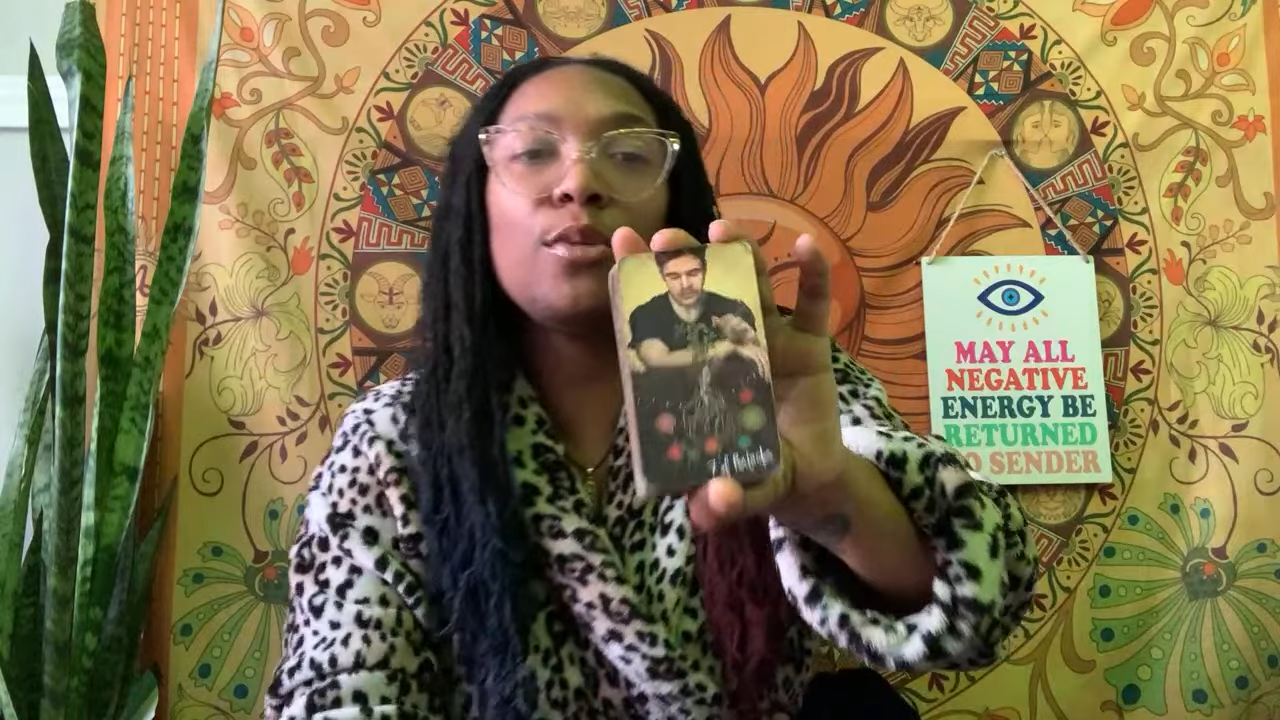 MAY ALL
NEGATIVE
ENERGY BE
RETURNED
TO SENDER